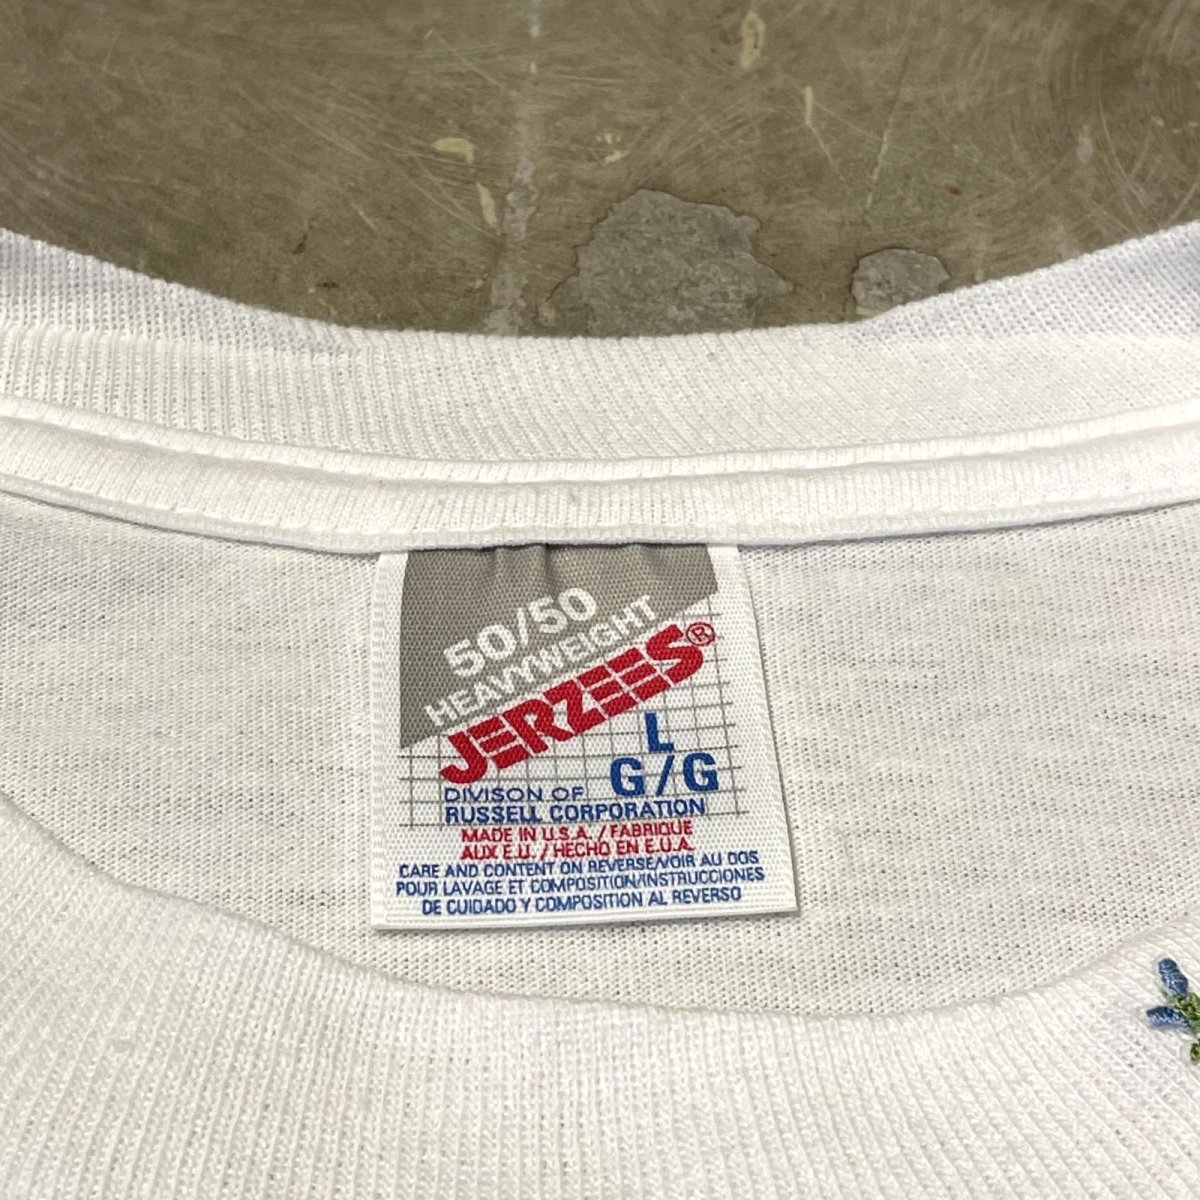 50/50
HEAVYWEIGHT
JERZEES®
L
G/G
DIVISON OF
RUSSELL CORPORATION
MADE IN U.S.A. / FABRIQUE
AUX E.U. / HECHO EN E.U.A.
CARE AND CONTENT ON REVERSE/VOIR AU DOS
POUR LAVAGE ET COMPOSITION/INSTRUCCIONES
DE CUIDADO Y COMPOSITION AL REVERSO